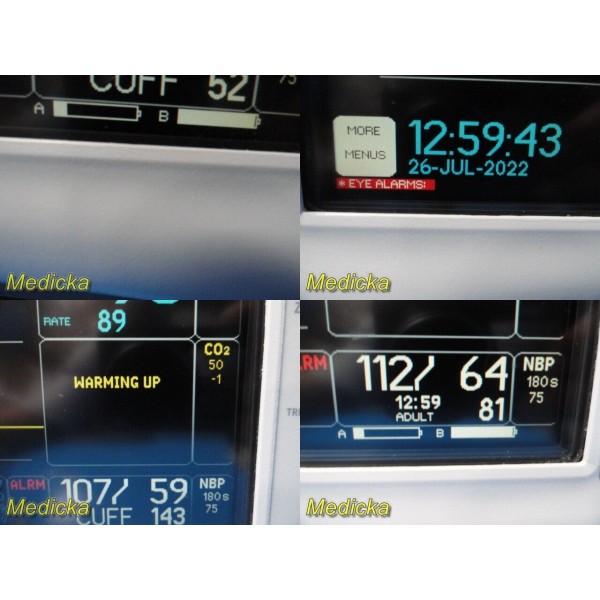 CUFF 52
75
A B
Medicka
MORE
MENUS
12:59:43
26-JUL-2022
* EYE ALARMS:
Medicka
RATE 89
WARMING UP
CO2
50
-1
ALRM 107/ 59 NBP
180s
CUFF 143 75
Medicka
112/ 64 NBP
12:59 81 180s
ADULT 75
A B
Medicka